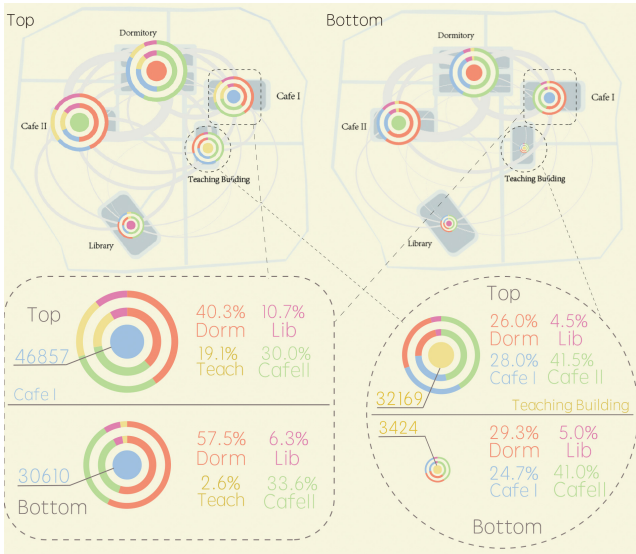 Top
Bottom
Dormitory
Cafe I
Cafe II
Teaching Building
Library
Dormitory
Cafe I
Cafe II
Teaching Building
Library
Top
46857
Cafe I
40.3% 10.7%
Dorm Lib
19.1% 30.0%
Teach CafeII
30610
Bottom
57.5% 6.3%
Dorm Lib
2.6% 33.6%
Teach CafeII
Top
32169
26.0% 4.5%
Dorm Lib
28.0% 41.5%
Cafe I Cafe II
Teaching Building
3424
29.3% 5.0%
Dorm Lib
24.7% 41.0%
Cafe I CafeII
Bottom